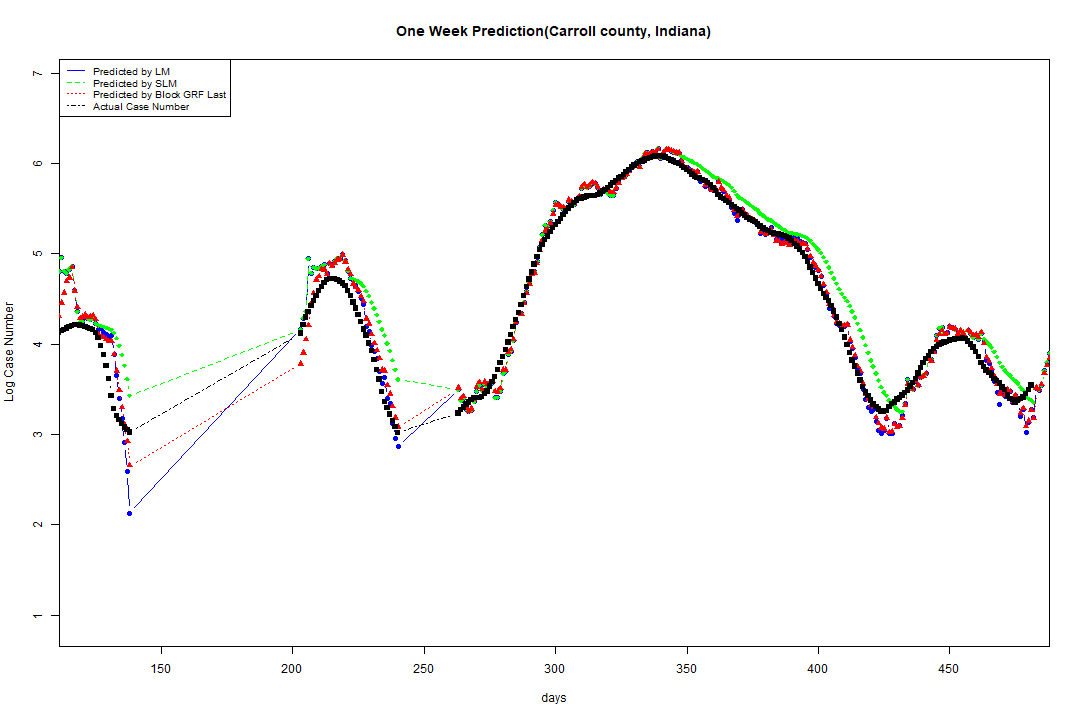 One Week Prediction(Carroll county, Indiana)
Predicted by LM
Predicted by SLM
Predicted by Block GRF Last
Actual Case Number
7
6
5
4
3
2
1
Log Case Number
150 200 250 300 350 400 450
days